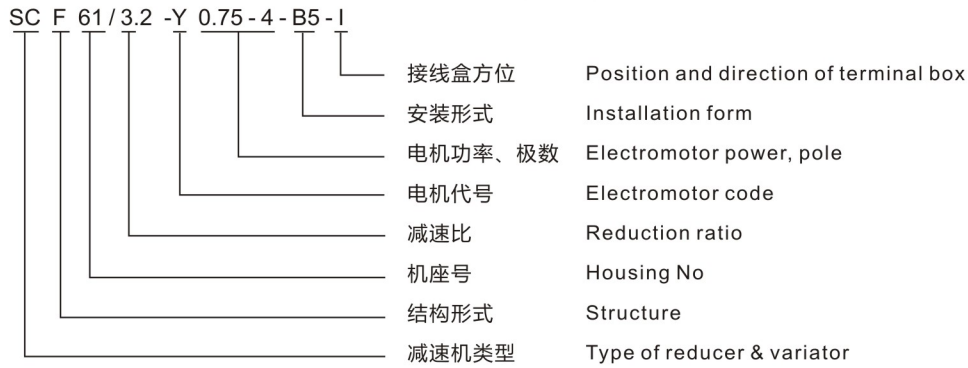 SC F 61 / 3.2 -Y 0.75 - 4 - B5 - I
接线盒方位 Position and direction of terminal box
安装形式 Installation form
电机功率、极数 Electromotor power, pole
电机代号 Electromotor code
减速比 Reduction ratio
机座号 Housing No
结构形式 Structure
减速机类型 Type of reducer & variator